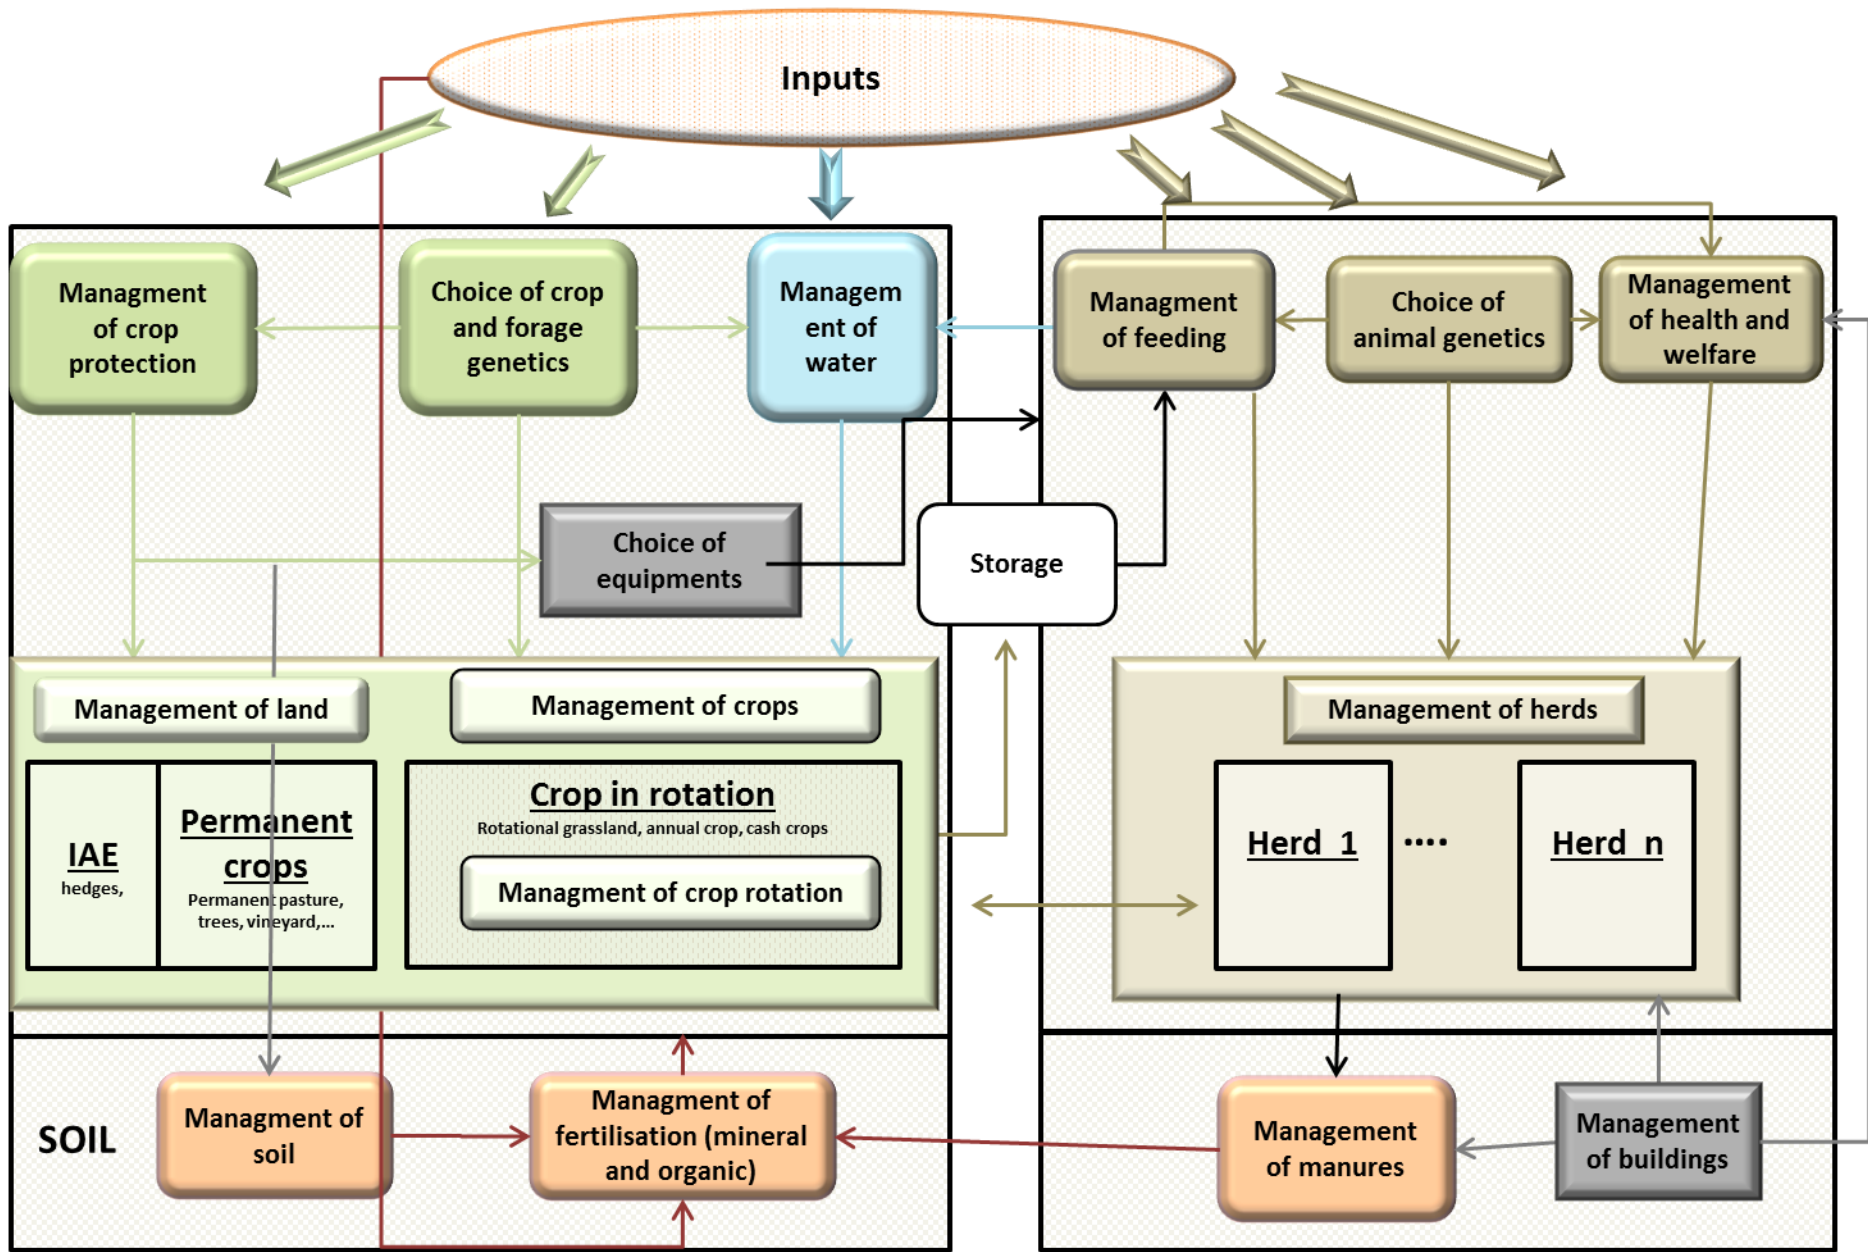 Inputs
Managment
of crop
protection
Choice of crop
and forage
genetics
Managem
ent of
water
Managment
of feeding
Choice of
animal genetics
Management
of health and
welfare
Choice of
equipments
Storage
Management of land
Management of crops
Management of herds
IAE
hedges,
Permanent
crops
Permanent pasture,
trees, vineyard,...
Crop in rotation
Rotational grassland, annual crop, cash crops
Managment of crop rotation
Herd 1
....
Herd n
SOIL
Managment of
soil
Managment of
fertilisation (mineral
and organic)
Management
of manures
Management
of buildings